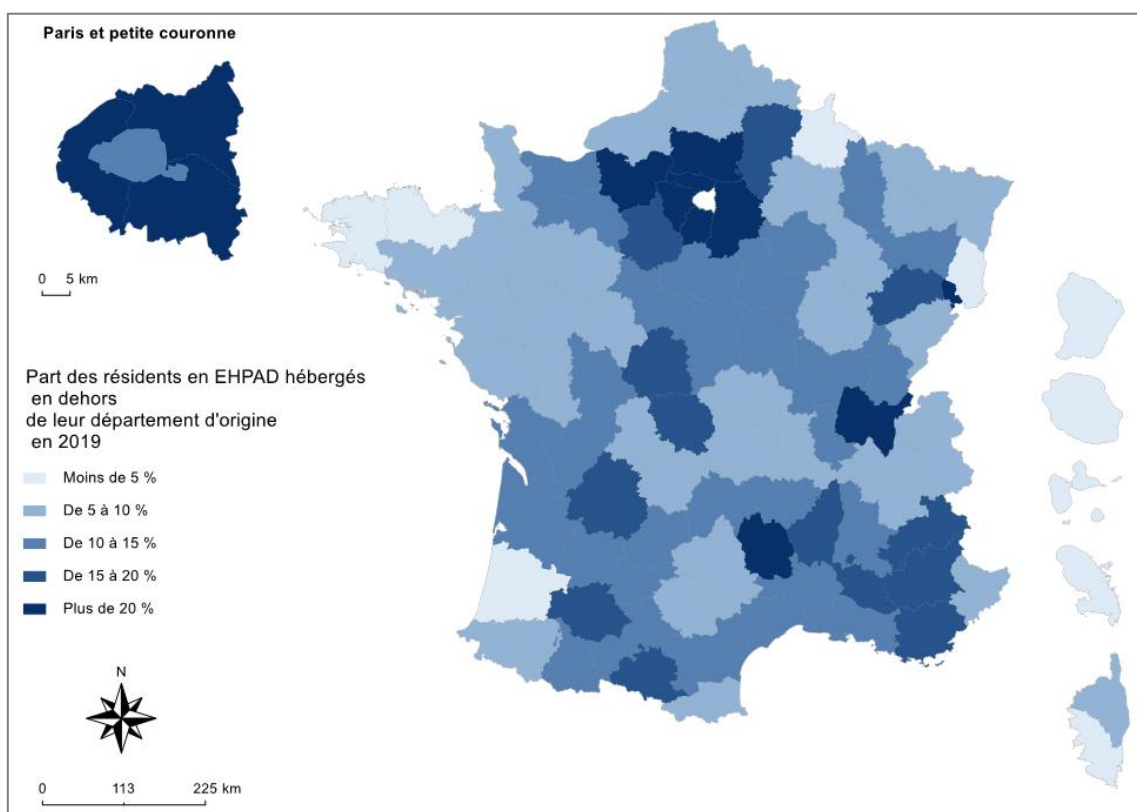 Paris et petite couronne
0 5 km
Part des résidents en EHPAD hébergés
en dehors
de leur département d'origine
en 2019
Moins de 5 %
De 5 à 10 %
De 10 à 15 %
De 15 à 20 %
Plus de 20 %
N
0 113 225 km